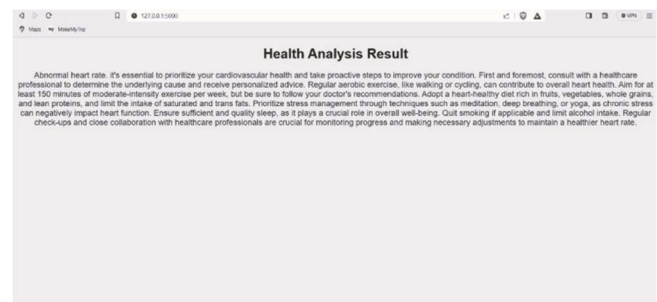 127.0.0.1:5000
VPN
Maps
MakeMyTrip
Health Analysis Result
Abnormal heart rate. it's essential to prioritize your cardiovascular health and take proactive steps to improve your condition. First and foremost, consult with a healthcare
professional to determine the underlying cause and receive personalized advice. Regular aerobic exercise, like walking or cycling, can contribute to overall heart health. Aim for at
least 150 minutes of moderate-intensity exercise per week, but be sure to follow your doctor's recommendations. Adopt a heart-healthy diet rich in fruits, vegetables, whole grains,
and lean proteins, and limit the intake of saturated and trans fats. Prioritize stress management through techniques such as meditation, deep breathing, or yoga, as chronic stress
can negatively impact heart function. Ensure sufficient and quality sleep, as it plays a crucial role in overall well-being. Quit smoking if applicable and limit alcohol intake. Regular
check-ups and close collaboration with healthcare professionals are crucial for monitoring progress and making necessary adjustments to maintain a healthier heart rate.